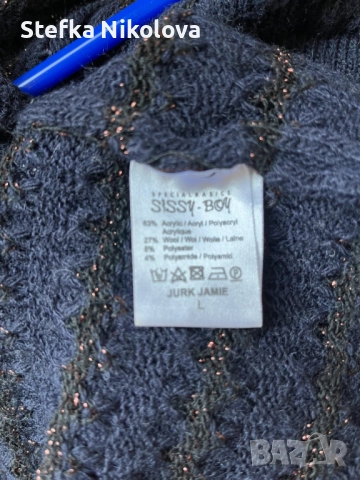 Stefka Nikolova
SPECIALBASICS
SISSY-BOY
63% Acrylic / Acryl / Polyacryl
Acrylique
27% Wool / Wol / Wolle / Laine
6% Polyester
4% Polyamide / Polyamid
JURK JAMIE
L
BAZAR